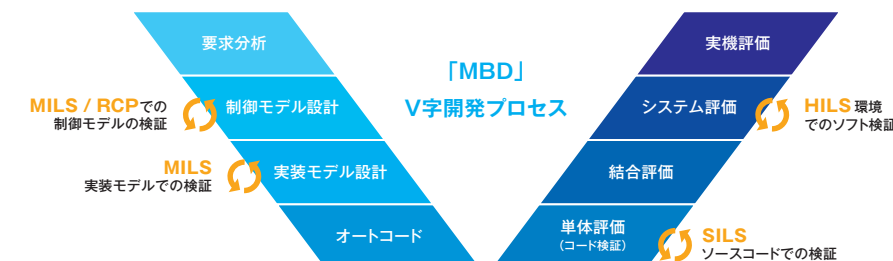 要求分析
制御モデル設計
実装モデル設計
オートコード
MILS / RCPでの
制御モデルの検証
MILS
実装モデルでの検証
「MBD」
V字開発プロセス
実機評価
システム評価
結合評価
単体評価
(コード検証)
HILS 環境
でのソフト検証
SILS
ソースコードでの検証